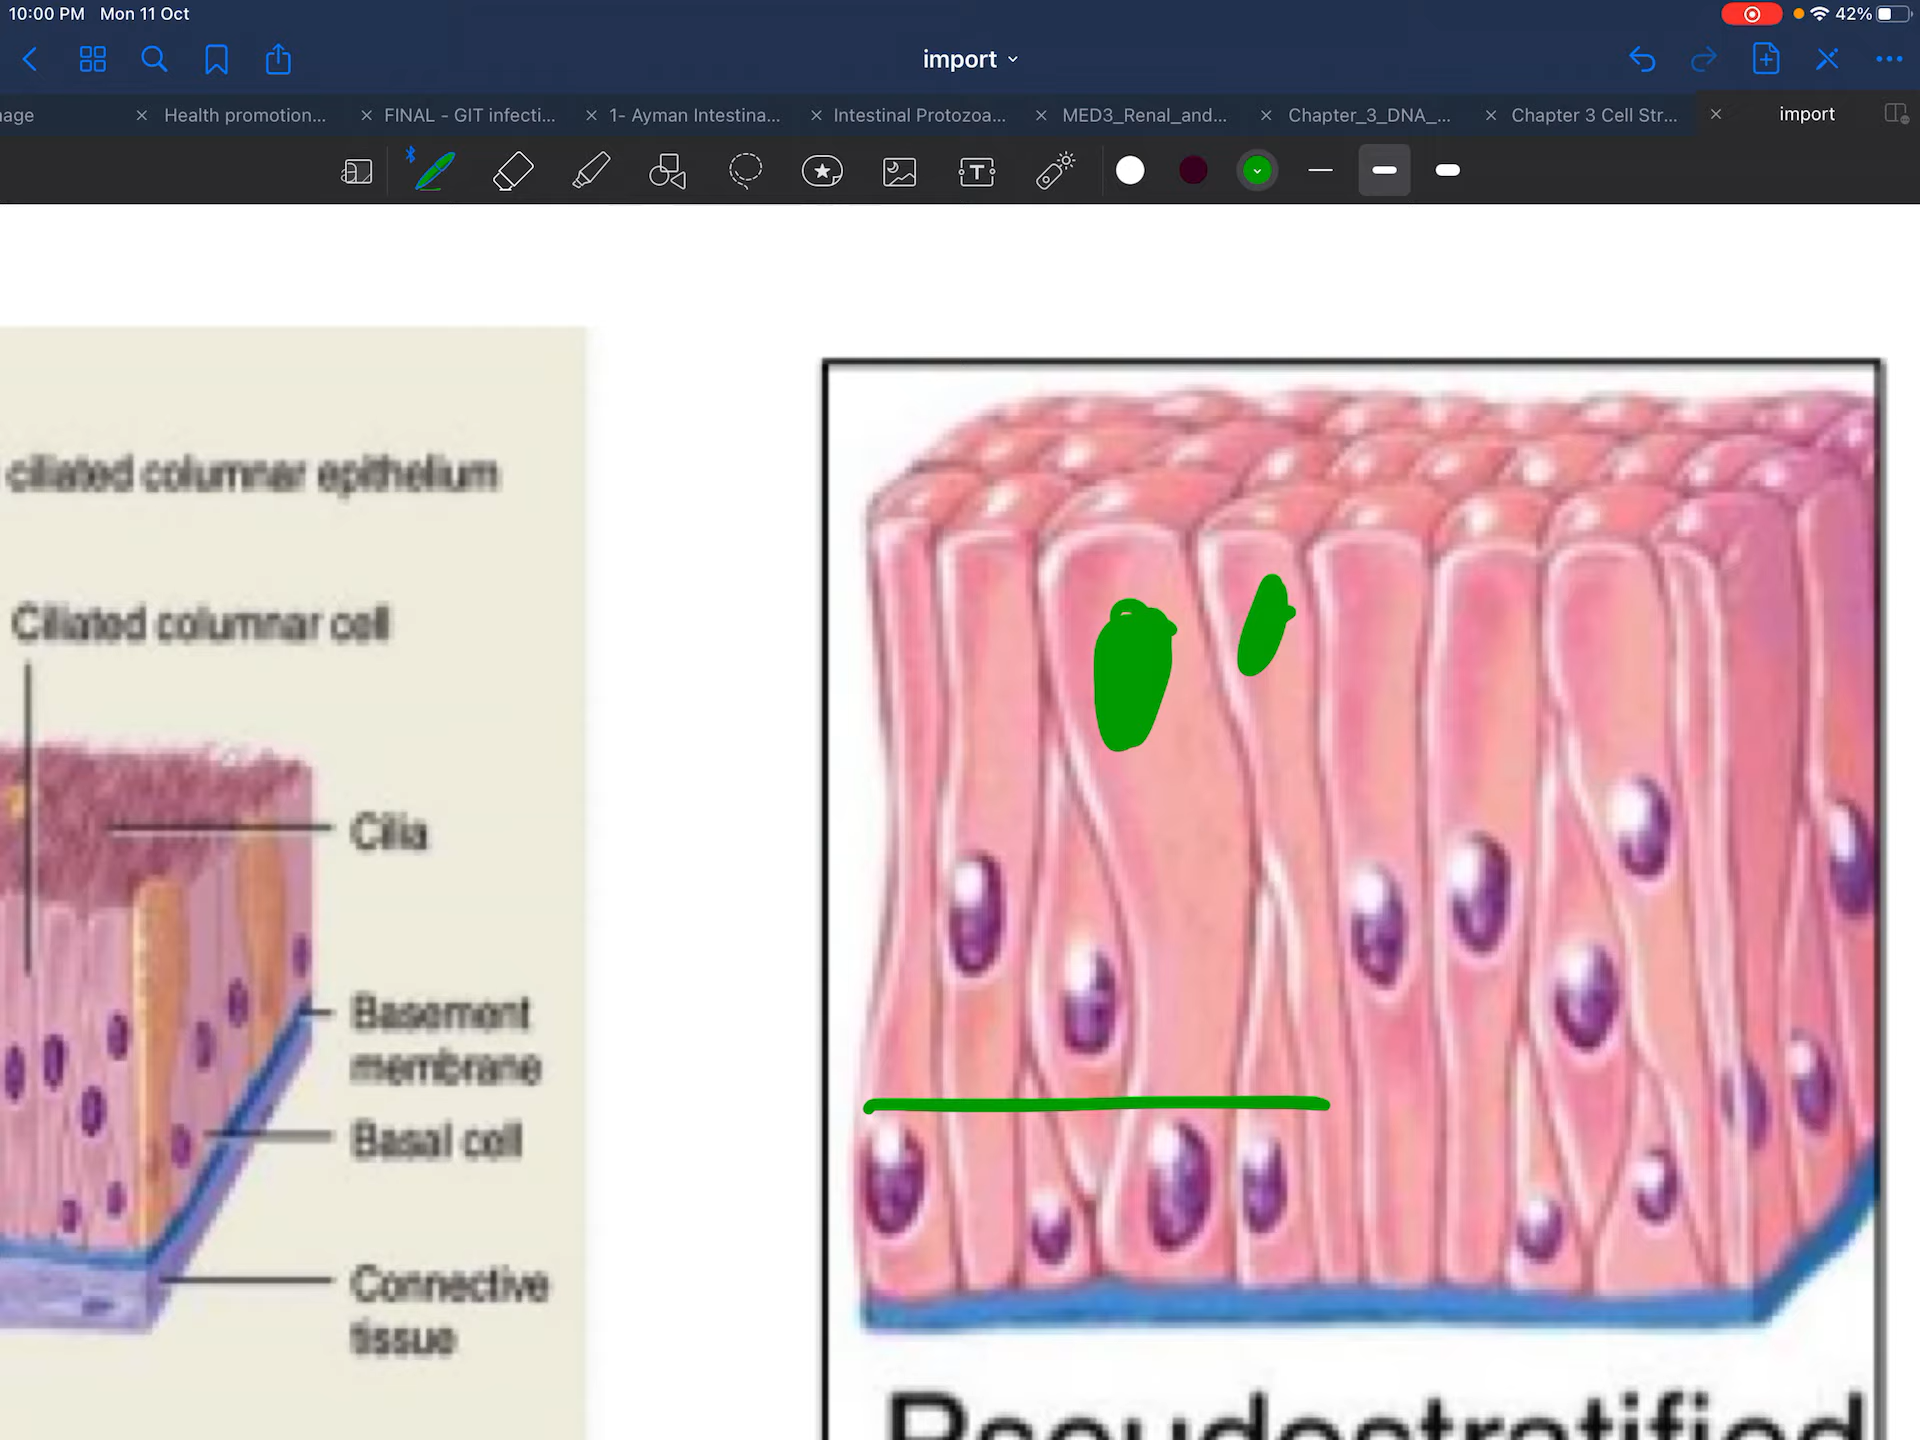 10:00 PM Mon 11 Oct
42%
import
Health promotion...
FINAL - GIT infecti...
1- Ayman Intestina...
Intestinal Protozoa...
MED3_Renal_and...
Chapter_3_DNA_...
Chapter 3 Cell Str...
import
T
ciliated columnar epithelium
Ciliated columnar cell
Cilia
Basement
membrane
Basal cell
Connective
tissue
Pseudostratified